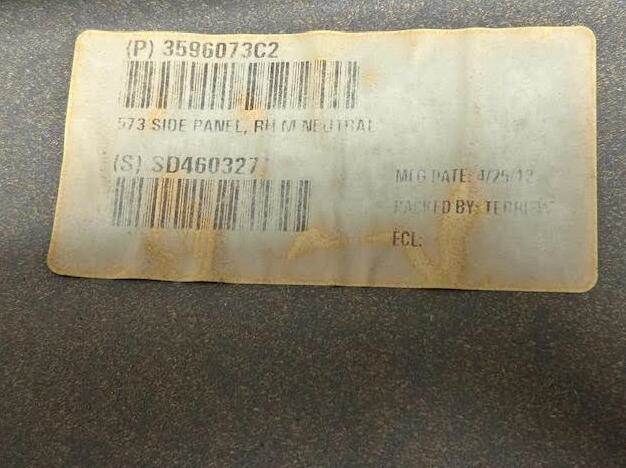 (P) 3596073C2
573 SIDE PANEL, RH M NEUTRAL
(S) SD460327
MFG DATE: 4/25/12
PACKED BY:
ECL: